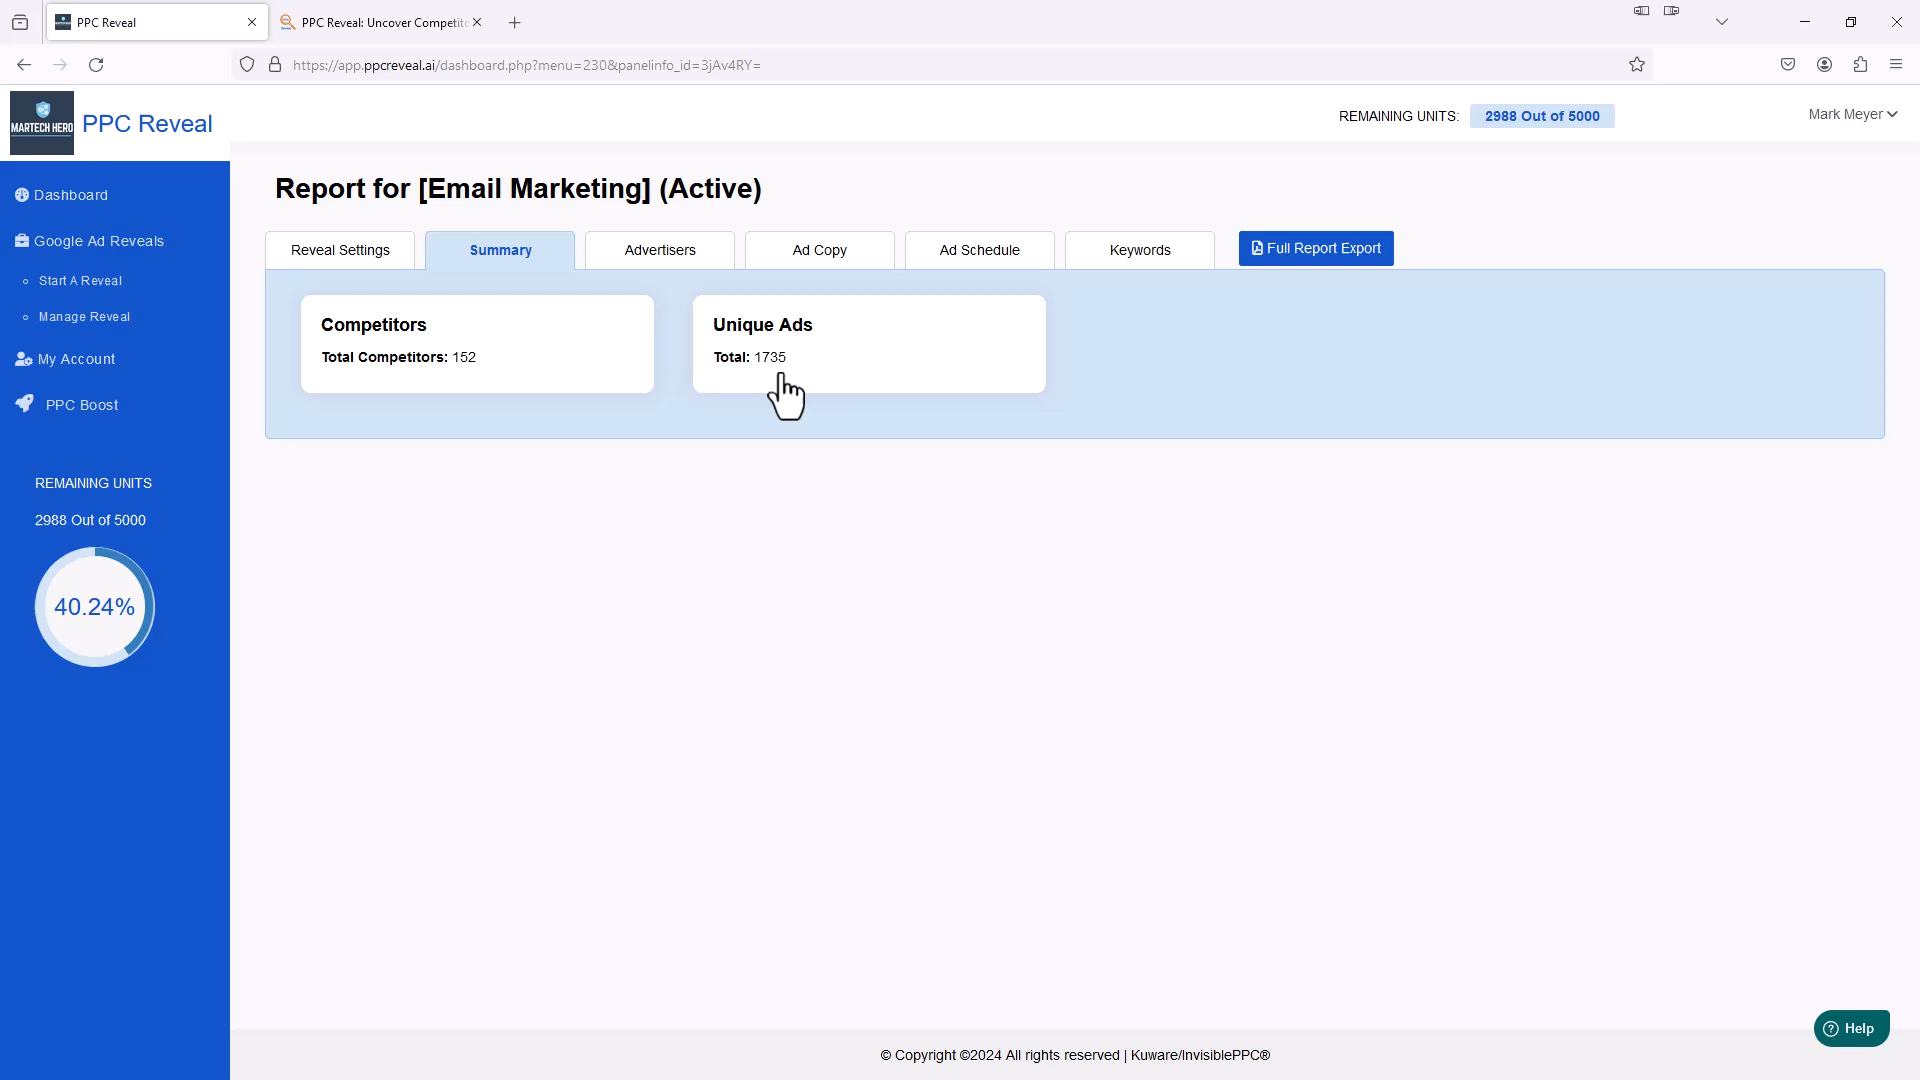 PPC Reveal
PPC Reveal: Uncover Competito
https://app.ppcreveal.ai/dashboard.php?menu=230&panelinfo_id=3jAv4RY=
MARTECH HERO
PPC Reveal
REMAINING UNITS: 2988 Out of 5000
Mark Meyer
Dashboard
Google Ad Reveals
Start A Reveal
Manage Reveal
My Account
PPC Boost
REMAINING UNITS
2988 Out of 5000
40.24%
Report for [Email Marketing] (Active)
Reveal Settings
Summary
Advertisers
Ad Copy
Ad Schedule
Keywords
Full Report Export
Competitors
Total Competitors: 152
Unique Ads
Total: 1735
Help
© Copyright ©2024 All rights reserved | Kuware/InvisiblePPC®